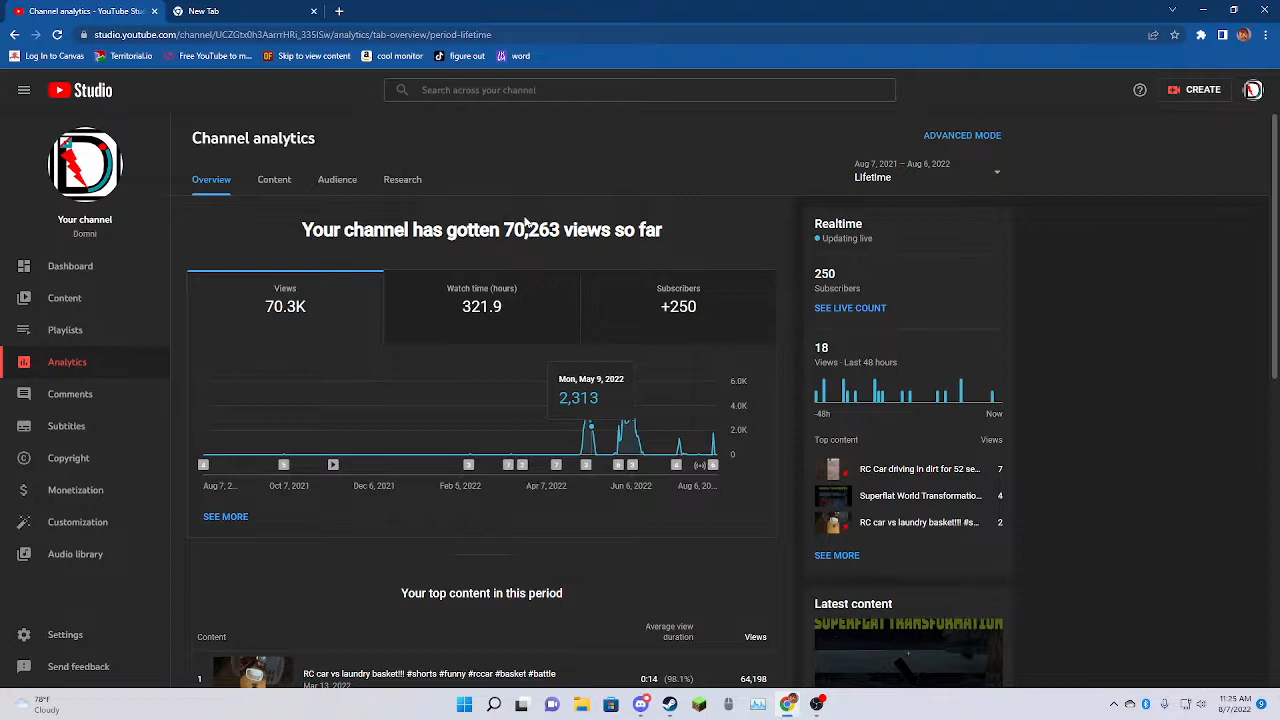 Channel analytics - YouTube Stu
New Tab
studio.youtube.com/channel/UCZGtx0h3AarrHRi_335ISw/analytics/tab-overview/period-lifetime
Log In to Canvas
Territorial.io
Free YouTube to m...
Skip to view content
cool monitor
figure out
word
Studio
Search across your channel
CREATE
Your channel
Domni
Dashboard
Content
Playlists
Analytics
Comments
Subtitles
Copyright
Monetization
Customization
Audio library
Settings
Send feedback
Channel analytics
ADVANCED MODE
Overview
Content
Audience
Research
Aug 7, 2021 – Aug 6, 2022
Lifetime
Your channel has gotten 70,263 views so far
Views
70.3K
Watch time (hours)
321.9
Subscribers
+250
Mon, May 9, 2022
2,313
6.0K
4.0K
2.0K
0
Aug 7, 2...
Oct 7, 2021
Dec 6, 2021
Feb 5, 2022
Apr 7, 2022
Jun 6, 2022
Aug 6, 20...
SEE MORE
Your top content in this period
Content
Average view
duration
Views
1
RC car vs laundry basket!!! #shorts #funny #rccar #basket #battle
Mar 13, 2022
0:14 (98.1%)
64,198
Realtime
Updating live
250
Subscribers
SEE LIVE COUNT
18
Views · Last 48 hours
-48h
Now
Top content
Views
RC Car driving in dirt for 52 se...
7
Superflat World Transformatio...
4
RC car vs laundry basket!!! #s...
2
SEE MORE
Latest content
SUPERFLAT TRANSFORMATION
78°F
Cloudy
11:25 AM
8/7/2022